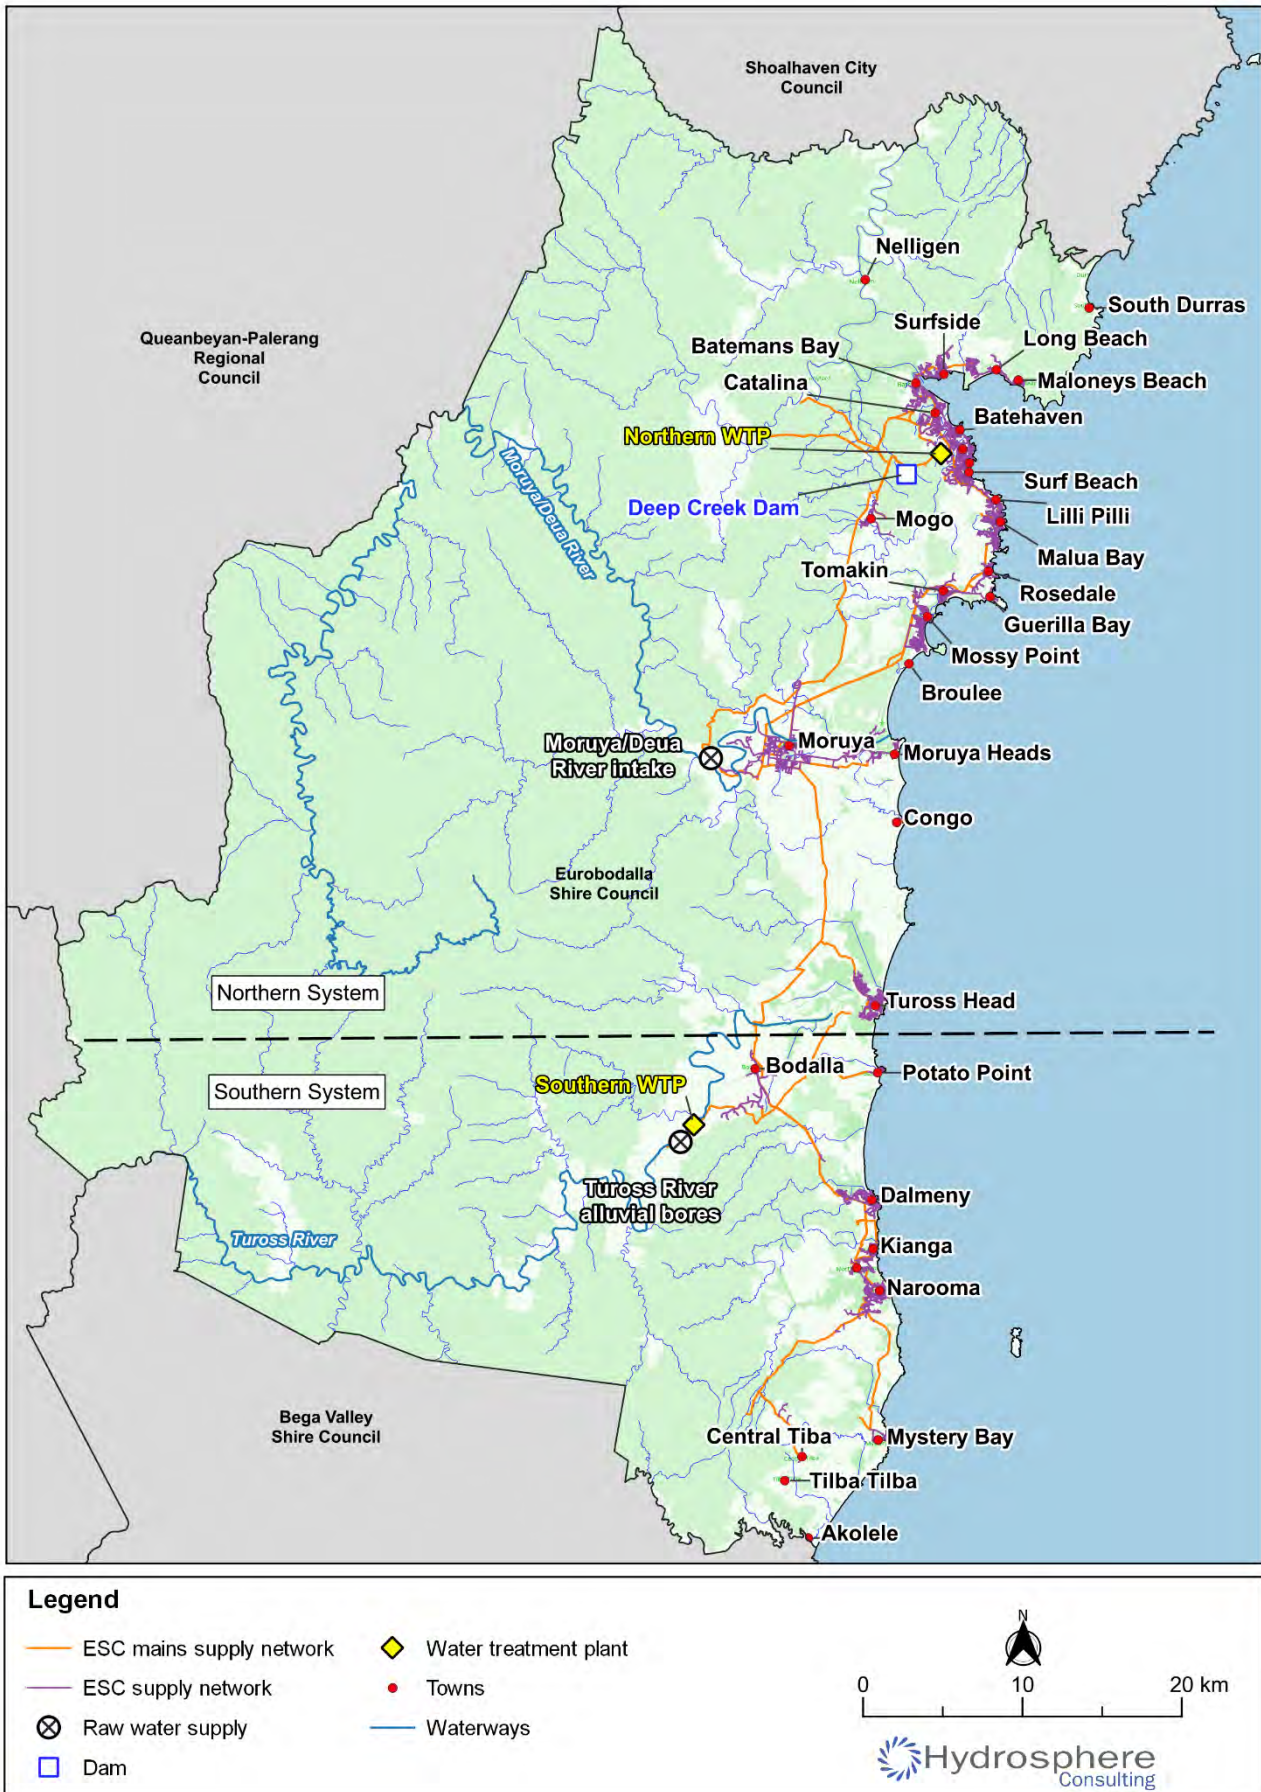 Shoalhaven City
Council
Nelligen
South Durras
Surfside
Long Beach
Queanbeyan-Palerang
Regional
Council
Batemans Bay
Maloneys Beach
Catalina
Batehaven
Northern WTP
Surf Beach
Deep Creek Dam
Lilli Pilli
Mogo
Moruya/Deua River
Malua Bay
Tomakin
Rosedale
Guerilla Bay
Mossy Point
Broulee
Moruya/Deua
River intake
Moruya
Moruya Heads
Congo
Eurobodalla
Shire Council
Northern System
Tuross Head
Southern System
Bodalla
Potato Point
Southern WTP
Tuross River
alluvial bores
Dalmeny
Tuross River
Kianga
Narooma
Bega Valley
Shire Council
Central Tiba
Mystery Bay
Tilba Tilba
Akolele
Legend
ESC mains supply network
ESC supply network
Raw water supply
Dam
Water treatment plant
Towns
Waterways
N
0 10 20 km
Hydrosphere
Consulting